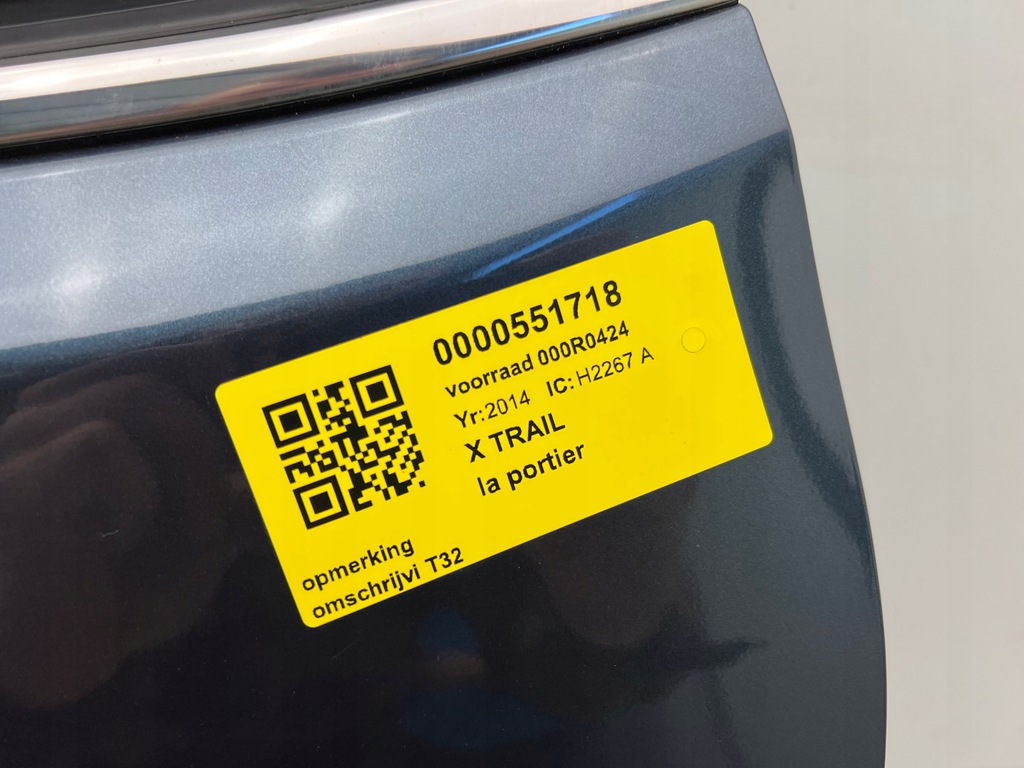 0000551718
voorraad 000R0424
Yr:2014 IC:H2267 A
X TRAIL
la portier
opmerking
omschrijvi T32